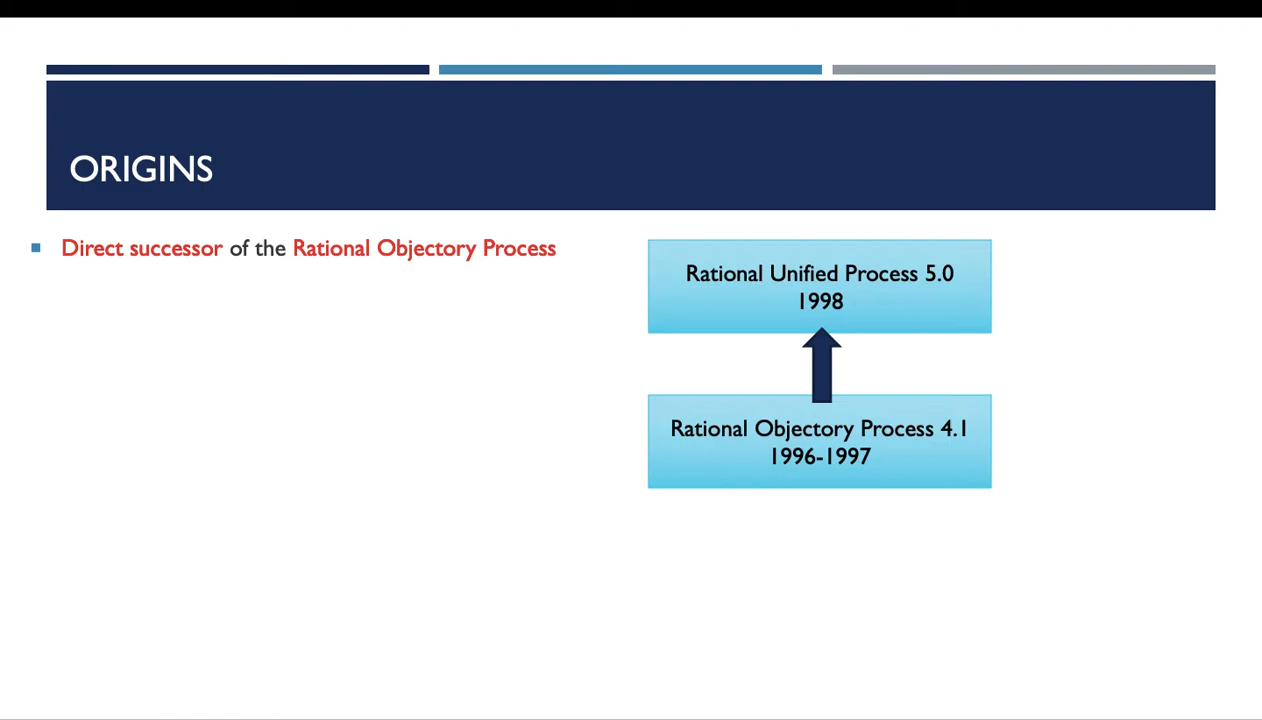 ORIGINS
Direct successor of the Rational Objectory Process
Rational Unified Process 5.0
1998
Rational Objectory Process 4.1
1996-1997